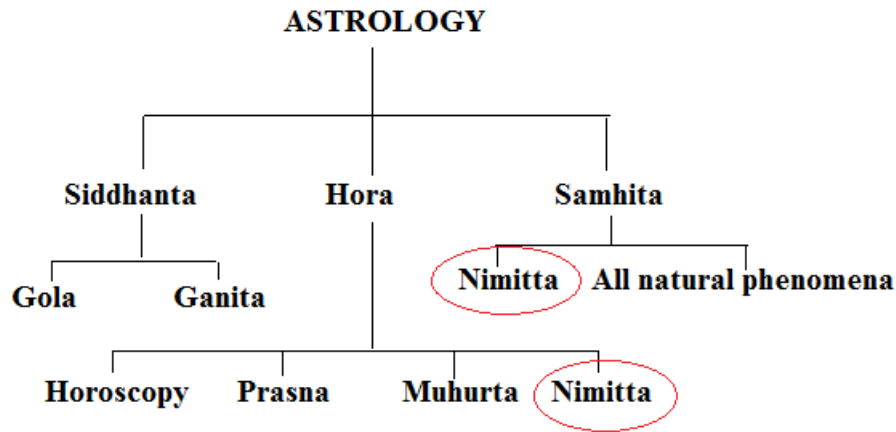 ASTROLOGY
Siddhanta Hora Samhita
Gola Ganita Nimitta All natural phenomena
Horoscopy Prasna Muhurta Nimitta